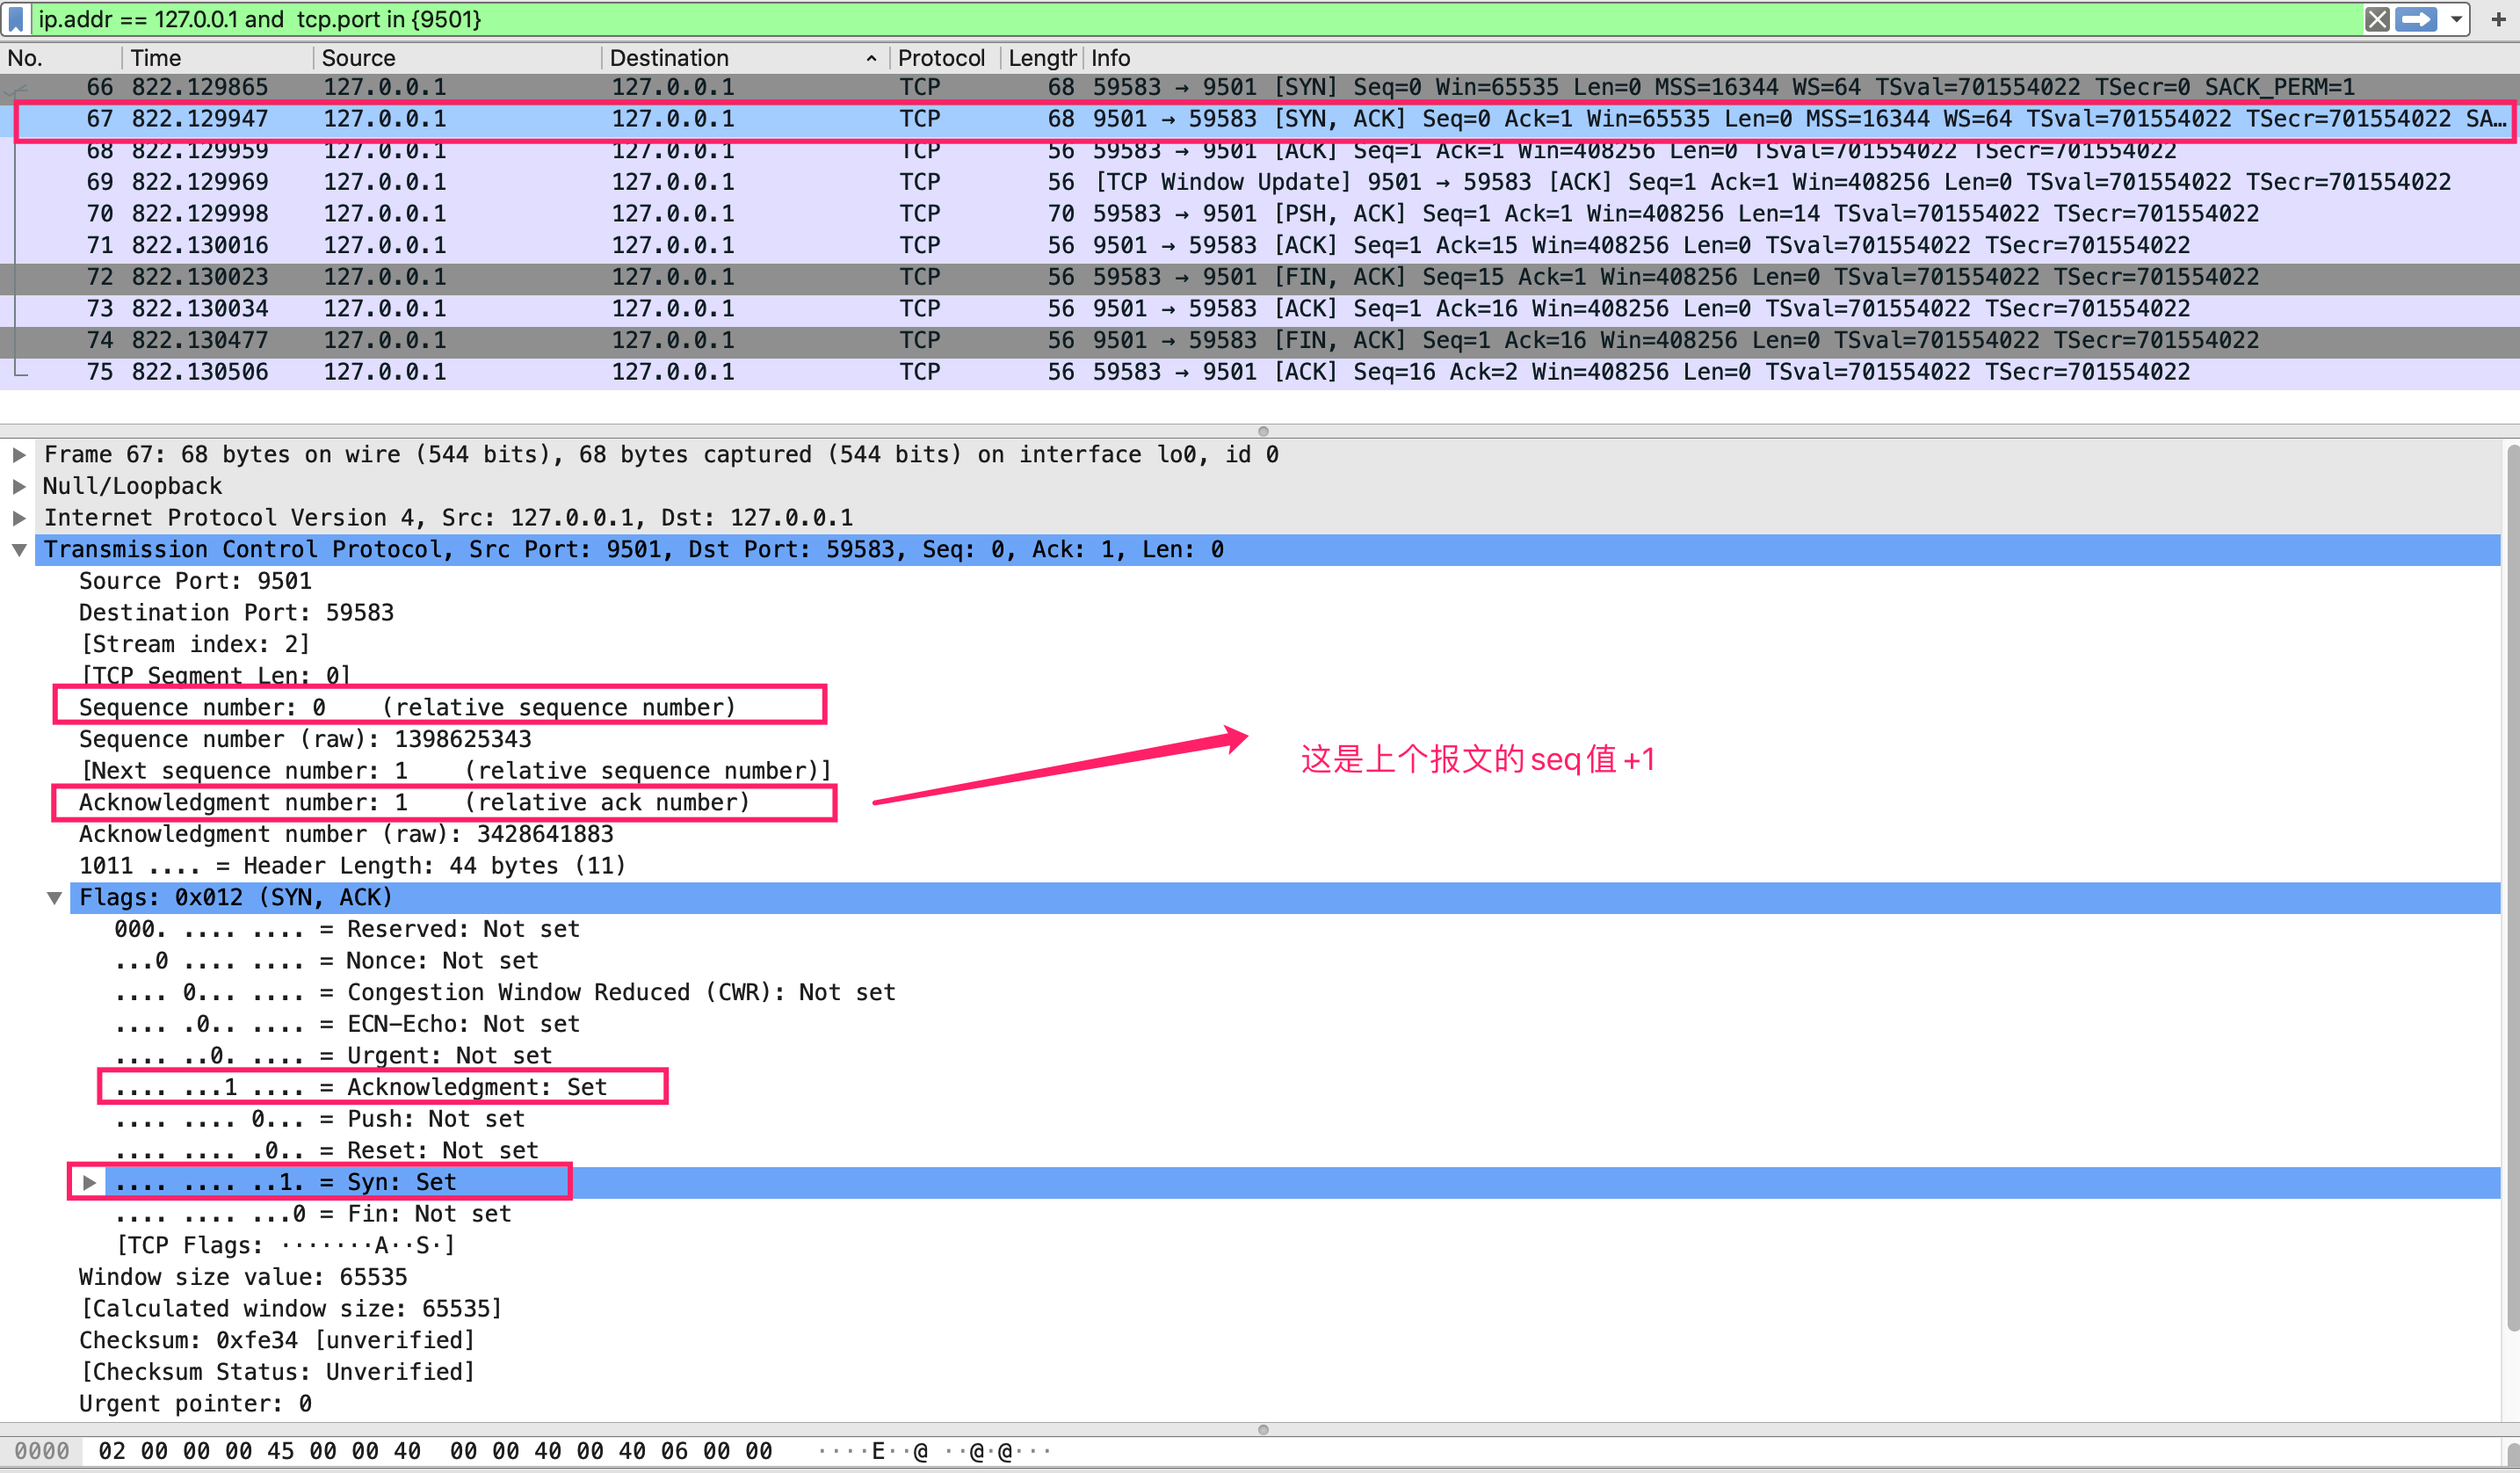 ip.addr == 127.0.0.1 and  tcp.port in {9501}
No. Time Source Destination Protocol Length Info
66 822.129865 127.0.0.1 127.0.0.1 TCP 68 59583 → 9501 [SYN] Seq=0 Win=65535 Len=0 MSS=16344 WS=64 TSval=701554022 TSecr=0 SACK_PERM=1
67 822.129947 127.0.0.1 127.0.0.1 TCP 68 9501 → 59583 [SYN, ACK] Seq=0 Ack=1 Win=65535 Len=0 MSS=16344 WS=64 TSval=701554022 TSecr=701554022 SA…
68 822.129959 127.0.0.1 127.0.0.1 TCP 56 59583 → 9501 [ACK] Seq=1 Ack=1 Win=408256 Len=0 TSval=701554022 TSecr=701554022
69 822.129969 127.0.0.1 127.0.0.1 TCP 56 [TCP Window Update] 9501 → 59583 [ACK] Seq=1 Ack=1 Win=408256 Len=0 TSval=701554022 TSecr=701554022
70 822.129998 127.0.0.1 127.0.0.1 TCP 70 59583 → 9501 [PSH, ACK] Seq=1 Ack=1 Win=408256 Len=14 TSval=701554022 TSecr=701554022
71 822.130016 127.0.0.1 127.0.0.1 TCP 56 9501 → 59583 [ACK] Seq=1 Ack=15 Win=408256 Len=0 TSval=701554022 TSecr=701554022
72 822.130023 127.0.0.1 127.0.0.1 TCP 56 59583 → 9501 [FIN, ACK] Seq=15 Ack=1 Win=408256 Len=0 TSval=701554022 TSecr=701554022
73 822.130034 127.0.0.1 127.0.0.1 TCP 56 9501 → 59583 [ACK] Seq=1 Ack=16 Win=408256 Len=0 TSval=701554022 TSecr=701554022
74 822.130477 127.0.0.1 127.0.0.1 TCP 56 9501 → 59583 [FIN, ACK] Seq=1 Ack=16 Win=408256 Len=0 TSval=701554022 TSecr=701554022
75 822.130506 127.0.0.1 127.0.0.1 TCP 56 59583 → 9501 [ACK] Seq=16 Ack=2 Win=408256 Len=0 TSval=701554022 TSecr=701554022
Frame 67: 68 bytes on wire (544 bits), 68 bytes captured (544 bits) on interface lo0, id 0
Null/Loopback
Internet Protocol Version 4, Src: 127.0.0.1, Dst: 127.0.0.1
Transmission Control Protocol, Src Port: 9501, Dst Port: 59583, Seq: 0, Ack: 1, Len: 0
Source Port: 9501
Destination Port: 59583
[Stream index: 2]
[TCP Segment Len: 0]
Sequence number: 0    (relative sequence number)
Sequence number (raw): 1398625343
这是上个报文的seq值+1
[Next sequence number: 1    (relative sequence number)]
Acknowledgment number: 1    (relative ack number)
Acknowledgment number (raw): 3428641883
1011 .... = Header Length: 44 bytes (11)
Flags: 0x012 (SYN, ACK)
000. .... .... = Reserved: Not set
...0 .... .... = Nonce: Not set
.... 0... .... = Congestion Window Reduced (CWR): Not set
.... .0.. .... = ECN-Echo: Not set
.... ..0. .... = Urgent: Not set
.... ...1 .... = Acknowledgment: Set
.... .... 0... = Push: Not set
.... .... .0.. = Reset: Not set
.... .... ..1. = Syn: Set
.... .... ...0 = Fin: Not set
[TCP Flags: ·······A··S·]
Window size value: 65535
[Calculated window size: 65535]
Checksum: 0xfe34 [unverified]
[Checksum Status: Unverified]
Urgent pointer: 0
0000 02 00 00 00 45 00 00 40  00 00 40 00 40 06 00 00 ····E··@ ··@·@···